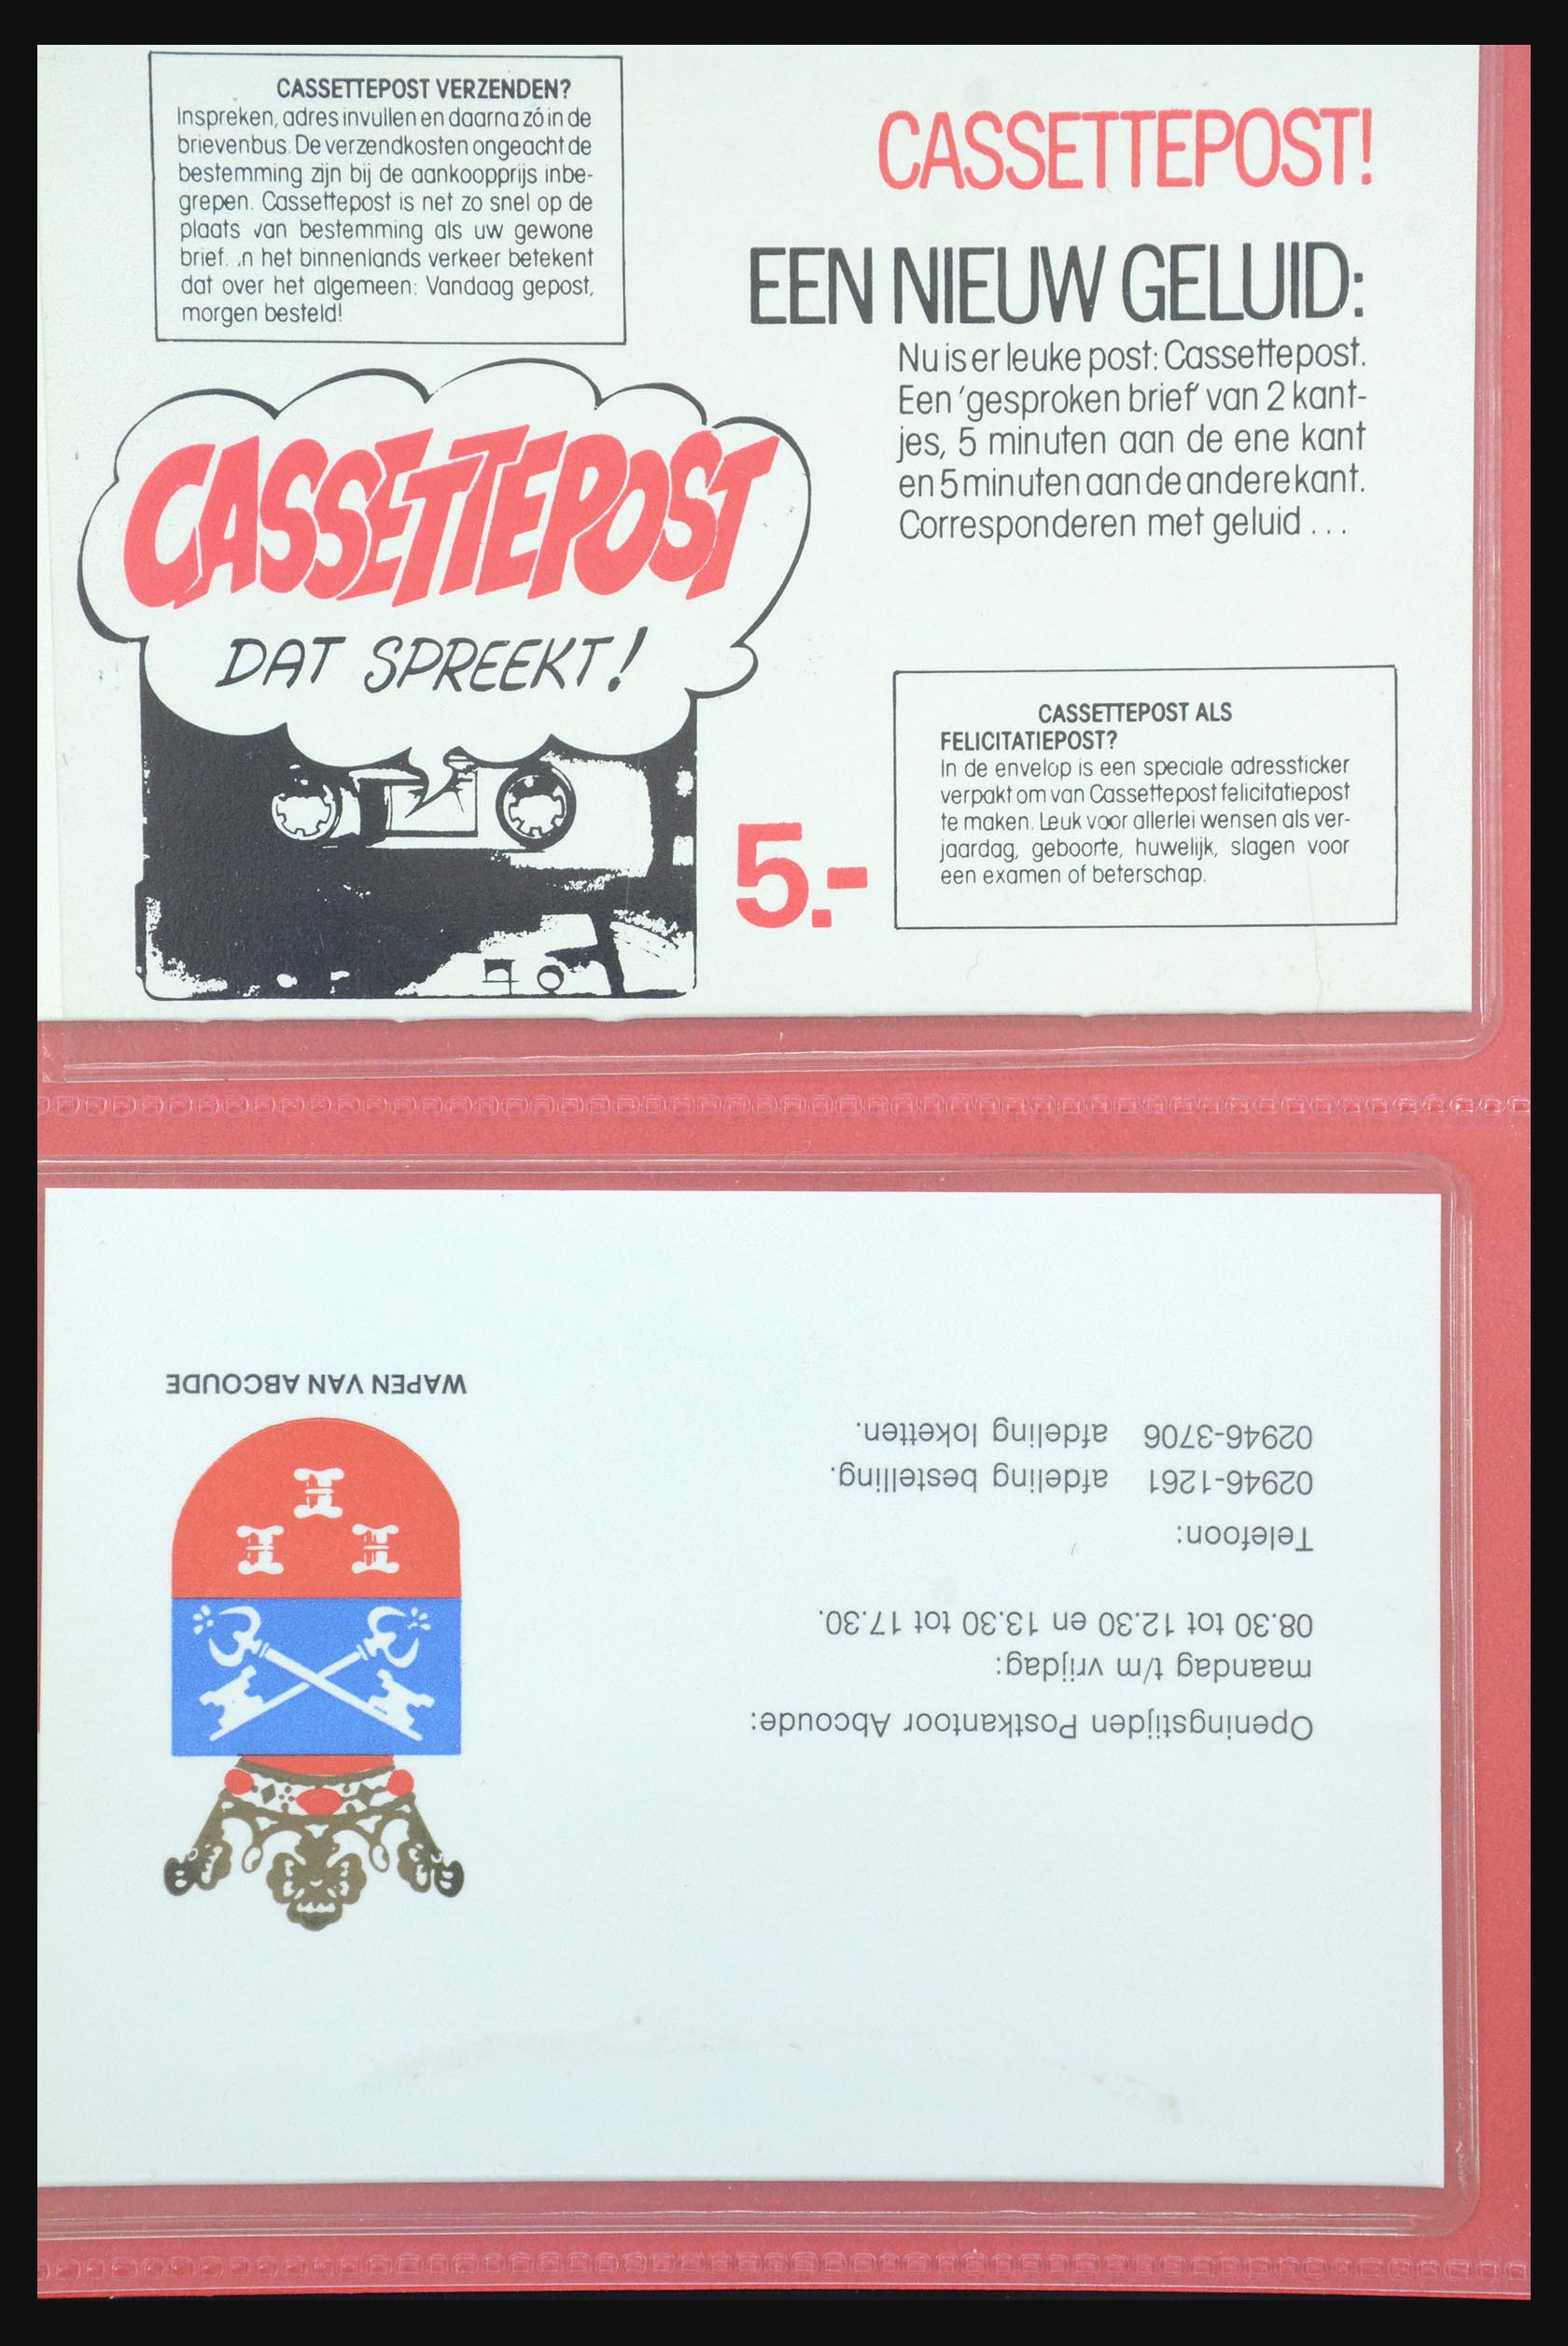 CASSETTEPOST VERZENDEN?
Inspreken, adres invullen en daarna zó in de
brievenbus. De verzendkosten ongeacht de
bestemming zijn bij de aankoopprijs inbe-
grepen. Cassettepost is net zo snel op de
plaats van bestemming als uw gewone
brief. .n het binnenlands verkeer betekent
dat over het algemeen: Vandaag gepost,
morgen besteld!
CASSETTEPOST
DAT SPREEKT!
5.-
CASSETTEPOST!
EEN NIEUW GELUID:
Nu is er leuke post: Cassettepost.
Een 'gesproken brief' van 2 kant-
jes, 5 minuten aan de ene kant
en 5 minuten aan de andere kant.
Corresponderen met geluid ...
CASSETTEPOST ALS
FELICITATIEPOST?
In de envelop is een speciale adressticker
verpakt om van Cassettepost felicitatiepost
te maken. Leuk voor allerlei wensen als ver-
jaardag, geboorte, huwelijk, slagen voor
een examen of beterschap.
Openingstijden Postkantoor Abcoude:
maandag t/m vrijdag:
08.30 tot 12.30 en 13.30 tot 17.30.
Telefoon:
02946-1261 afdeling bestelling.
02946-3706 afdeling loketten.
WAPEN VAN ABCOUDE